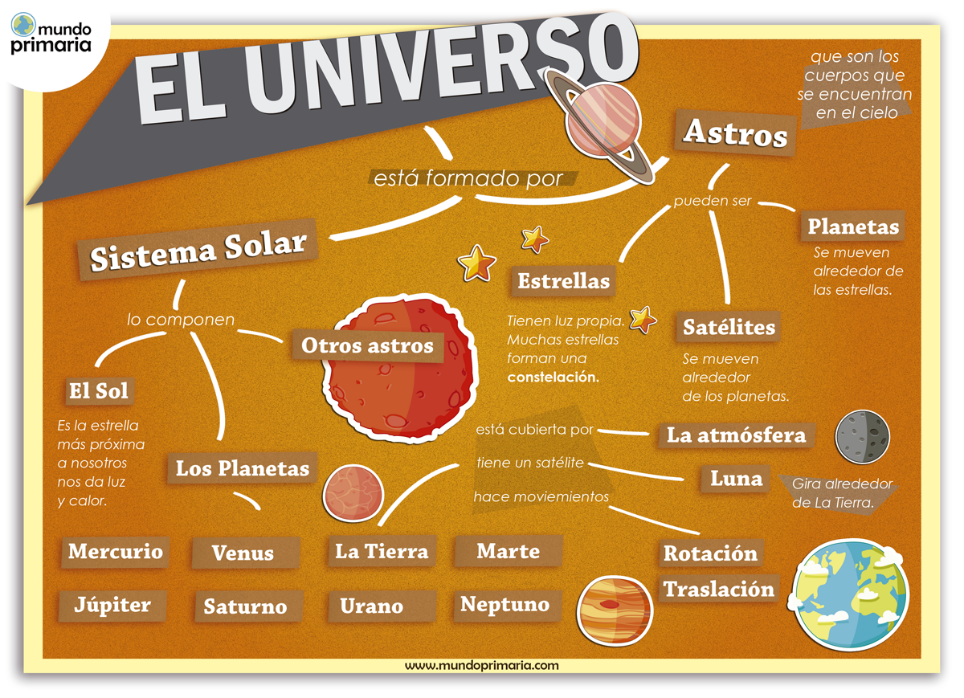 mundo
primaria
EL UNIVERSO
que son los
cuerpos que
se encuentran
en el cielo
Astros
está formado por
pueden ser
Planetas
Se mueven
alrededor de
las estrellas.
Sistema Solar
Estrellas
Tienen luz propia.
Muchas estrellas
forman una
constelación.
Satélites
Se mueven
alrededor
de los planetas.
lo componen
Otros astros
El Sol
Es la estrella
más próxima
a nosotros
nos da luz
y calor.
Los Planetas
está cubierta por
La atmósfera
tiene un satélite
Luna
Gira alrededor
de La Tierra.
hace moviemientos
Rotación
Traslación
Mercurio
Venus
La Tierra
Marte
Júpiter
Saturno
Urano
Neptuno
www.mundoprimaria.com